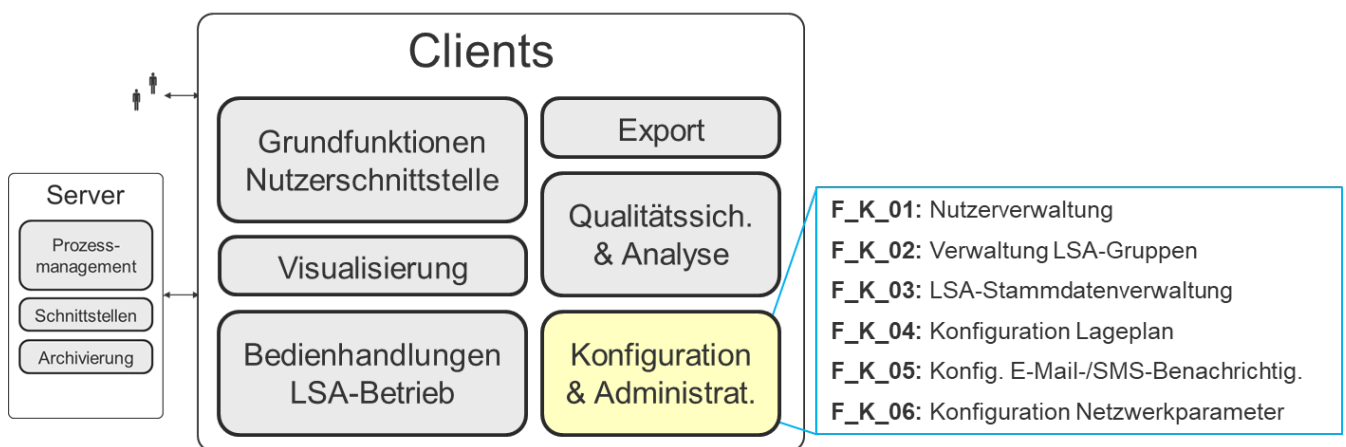 Clients
Grundfunktionen
Nutzerschnittstelle
Export
Server
Prozess-
management
Schnittstellen
Archivierung
Visualisierung
Qualitätssich.
& Analyse
Bedienhandlungen
LSA-Betrieb
Konfiguration
& Administrat.
F_K_01: Nutzerverwaltung
F_K_02: Verwaltung LSA-Gruppen
F_K_03: LSA-Stammdatenverwaltung
F_K_04: Konfiguration Lageplan
F_K_05: Konfig. E-Mail-/SMS-Benachrichtig.
F_K_06: Konfiguration Netzwerkparameter